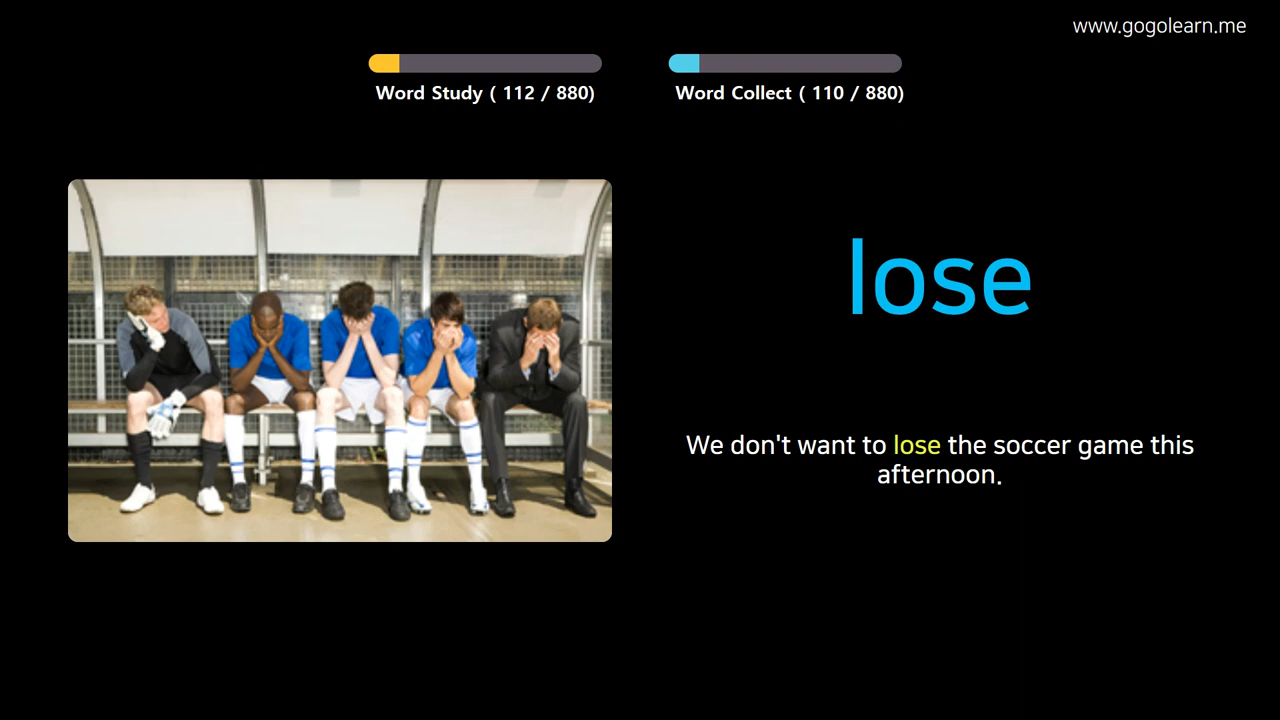 www.gogolearn.me
Word Study ( 112 / 880)
Word Collect ( 110 / 880)
lose
We don't want to lose the soccer game this
afternoon.